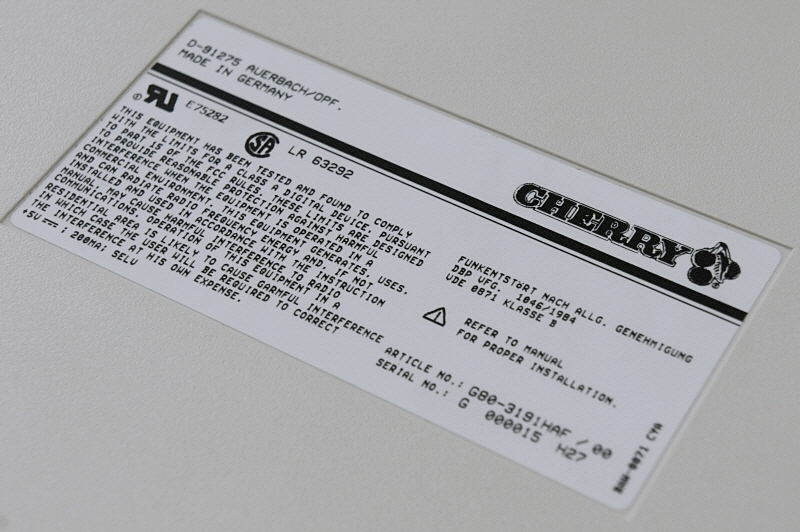 D-91275 AUERBACH/OPF.
MADE IN GERMANY
E75282
LR 63292
CHERRY
THIS EQUIPMENT HAS BEEN TESTED AND FOUND TO COMPLY
WITH THE LIMITS FOR A CLASS A DIGITAL DEVICE, PURSUANT
TO PART 15 OF THE FCC RULES. THESE LIMITS ARE DESIGNED
TO PROVIDE REASONABLE PROTECTION AGAINST HARMFUL
INTERFERENCE WHEN THE EQUIPMENT IS OPERATED IN A
COMMERCIAL ENVIRONMENT. THIS EQUIPMENT GENERATES, USES,
AND CAN RADIATE RADIO FREQUENCY ENERGY AND, IF NOT
INSTALLED AND USED IN ACCORDANCE WITH THE INSTRUCTION
MANUAL, MAY CAUSE HARMFUL INTERFERENCE TO RADIO
COMMUNICATIONS. OPERATION OF THIS EQUIPMENT IN A
RESIDENTIAL AREA IS LIKELY TO CAUSE HARMFUL INTERFERENCE
IN WHICH CASE THE USER WILL BE REQUIRED TO CORRECT
THE INTERFERENCE AT HIS OWN EXPENSE.
+5V ⎓ ; 200MA; SELV
FUNKENTSTÖRT NACH ALLG. GENEHMIGUNG
DBP VFG. 1046/1984
VDE 0871 KLASSE B
REFER TO MANUAL
FOR PROPER INSTALLATION.
ARTICLE NO.: G80-3191HAF /00
SERIAL NO.: G 000015 H27